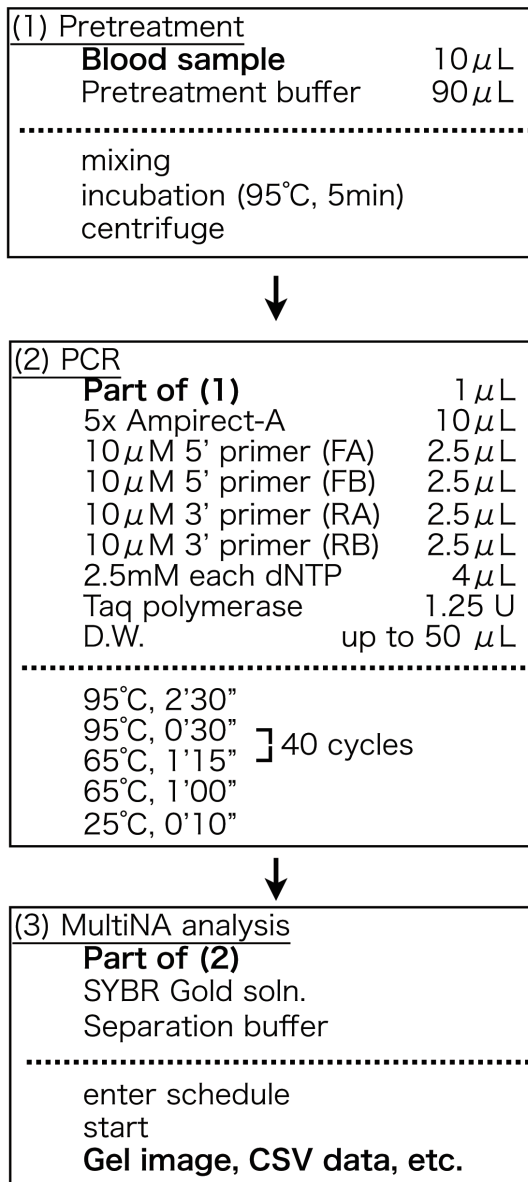 (1) Pretreatment
Blood sample 10μL
Pretreatment buffer 90μL
mixing
incubation (95℃, 5min)
centrifuge
(2) PCR
Part of (1) 1μL
5x Ampirect-A 10μL
10μM 5' primer (FA) 2.5μL
10μM 5' primer (FB) 2.5μL
10μM 3' primer (RA) 2.5μL
10μM 3' primer (RB) 2.5μL
2.5mM each dNTP 4μL
Taq polymerase 1.25 U
D.W. up to 50 μL
95℃, 2'30”
95℃, 0'30”
65℃, 1'15”
40 cycles
65℃, 1'00”
25℃, 0'10”
(3) MultiNA analysis
Part of (2)
SYBR Gold soln.
Separation buffer
enter schedule
start
Gel image, CSV data, etc.